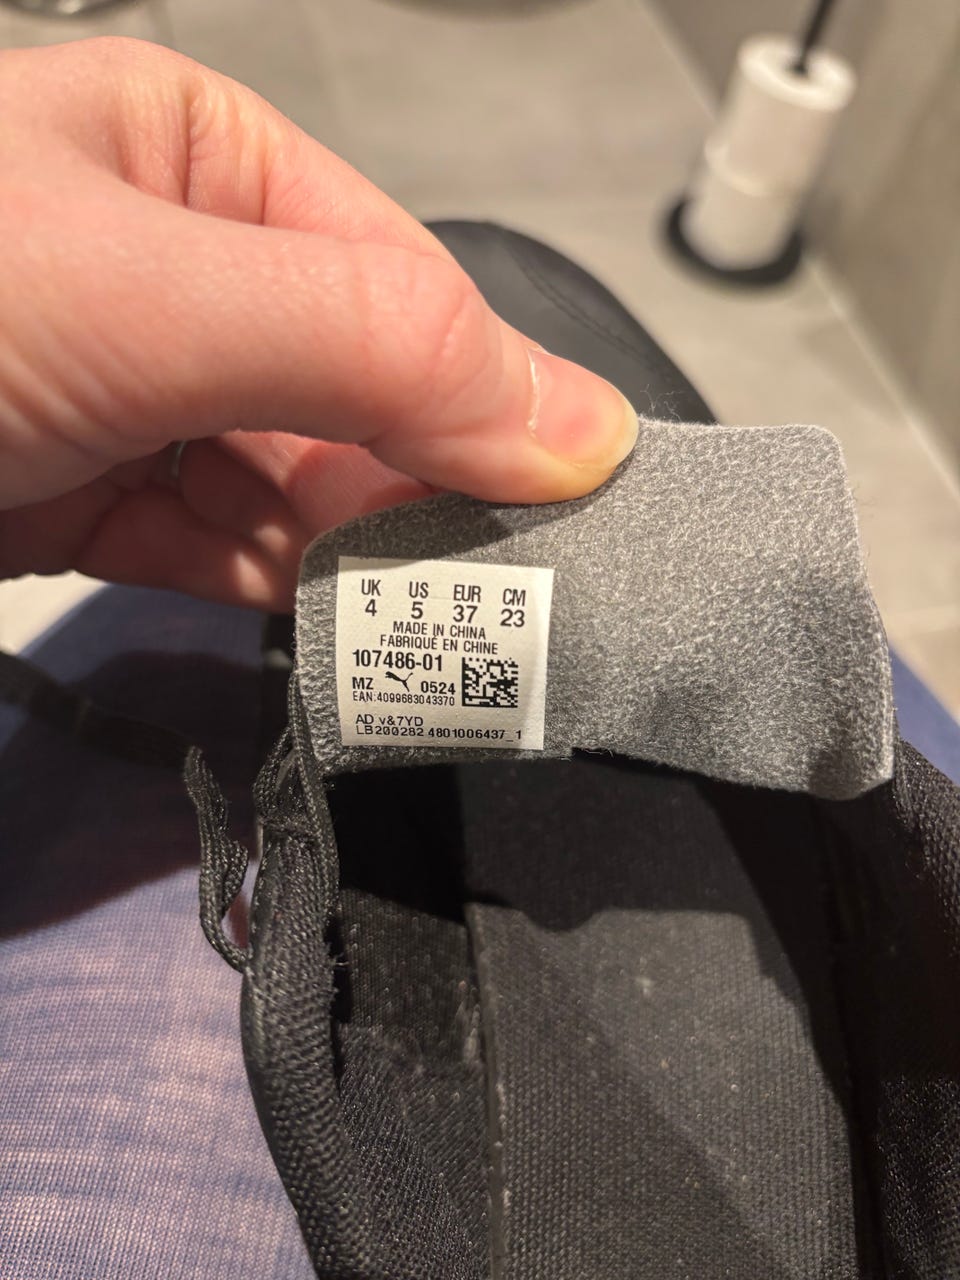 UK US EUR CM
4 5 37 23
MADE IN CHINA
FABRIQUÉ EN CHINE
107486-01
MZ 0524
EAN:4099683043370
AD v&7YD
LB200282 4801006437_1